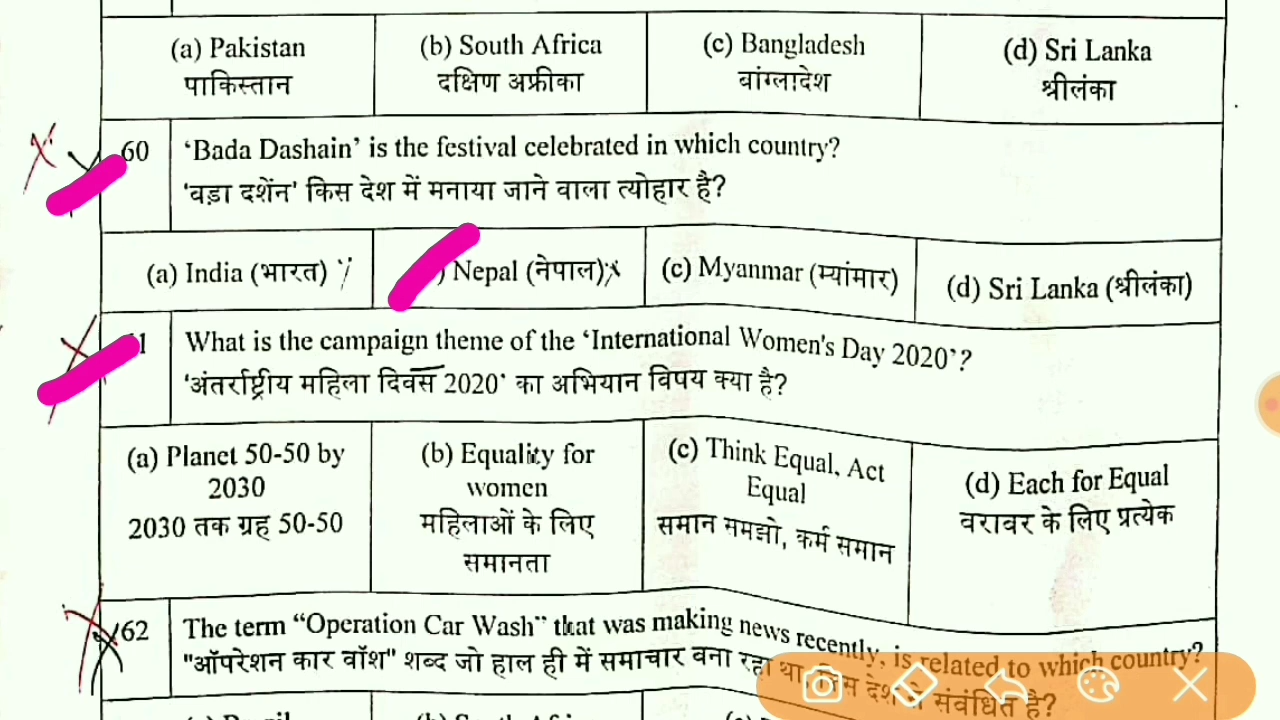 (a) Pakistan
पाकिस्तान
(b) South Africa
दक्षिण अफ्रीका
(c) Bangladesh
बांग्लादेश
(d) Sri Lanka
श्रीलंका
60
‘Bada Dashain’ is the festival celebrated in which country?
'बड़ा दशेंन' किस देश में मनाया जाने वाला त्योहार है?
(a) India (भारत)
) Nepal (नेपाल)
(c) Myanmar (म्यांमार)
(d) Sri Lanka (श्रीलंका)
1
What is the campaign theme of the ‘International Women's Day 2020’?
'अंतर्राष्ट्रीय महिला दिवस 2020' का अभियान विषय क्या है?
(a) Planet 50-50 by
2030
2030 तक ग्रह 50-50
(b) Equality for
women
महिलाओं के लिए
समानता
(c) Think Equal, Act
Equal
समान समझो, कर्म समान
(d) Each for Equal
बराबर के लिए प्रत्येक
62
The term “Operation Car Wash” that was making news recently, is related to which country?
"ऑपरेशन कार वॉश" शब्द जो हाल ही में समाचार बना रहा था, देश संबंधित है?